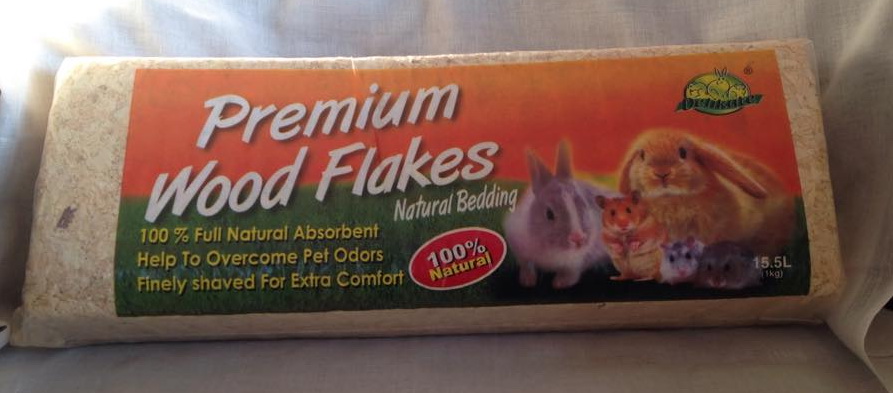 Premium
Wood Flakes
Natural Bedding
100 % Full Natural Absorbent
Help To Overcome Pet Odors
Finely shaved For Extra Comfort
100%
Natural
15.5L
(1kg)